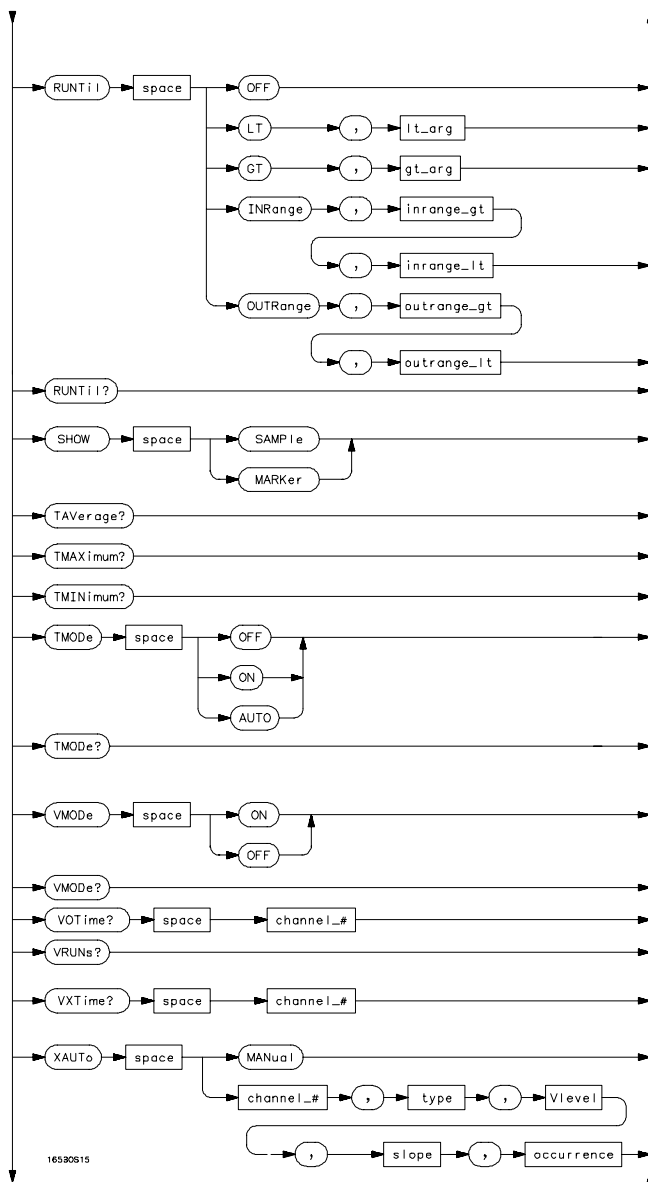 RUNTil space OFF
LT , lt_arg
GT , gt_arg
INRange , inrange_gt
, inrange_lt
OUTRange , outrange_gt
, outrange_lt
RUNTil?
SHOW space SAMPle
MARKer
TAVerage?
TMAXimum?
TMINimum?
TMODe space OFF
ON
AUTO
TMODe?
VMODe space ON
OFF
VMODe?
VOTime? space channel_#
VRUNs?
VXTime? space channel_#
XAUTo space MANual
channel_# , type , Vlevel
, slope , occurrence
16530S15